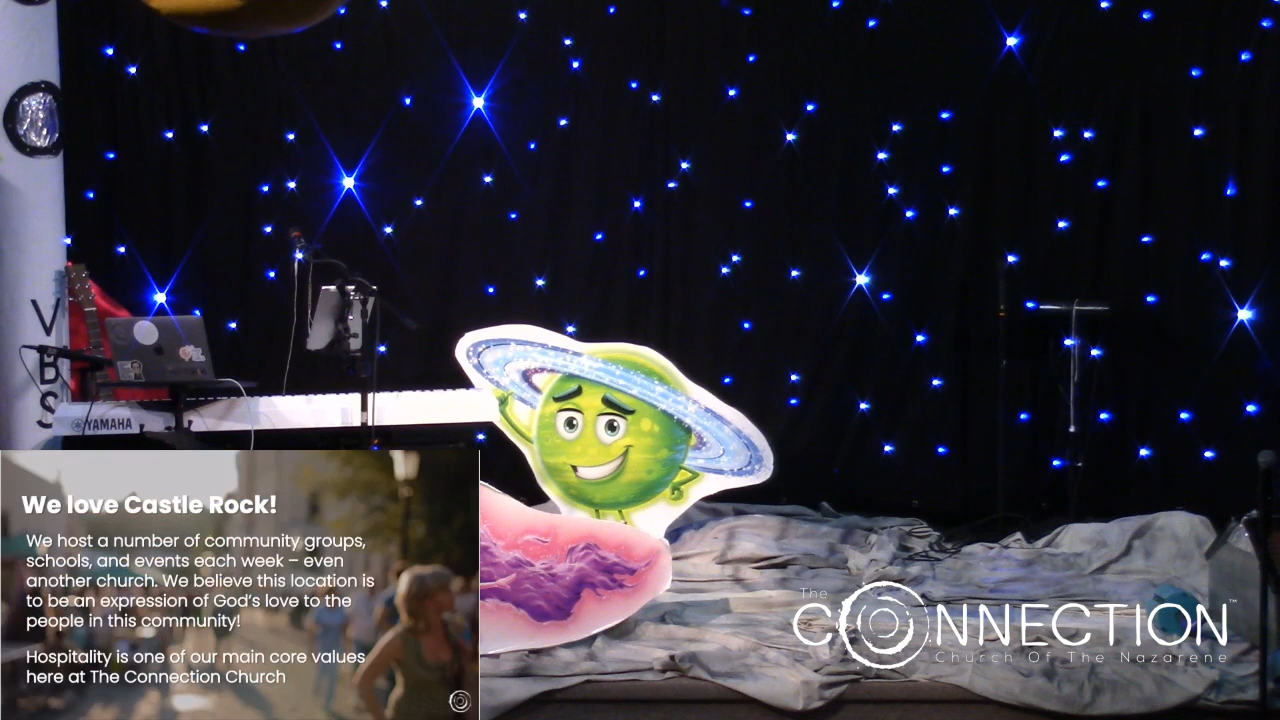 V
B
S
YAMAHA
We love Castle Rock!
We host a number of community groups,
schools, and events each week – even
another church. We believe this location is
to be an expression of God's love to the
people in this community!
Hospitality is one of our main core values
here at The Connection Church
The
CONNECTION™
Church Of The Nazarene